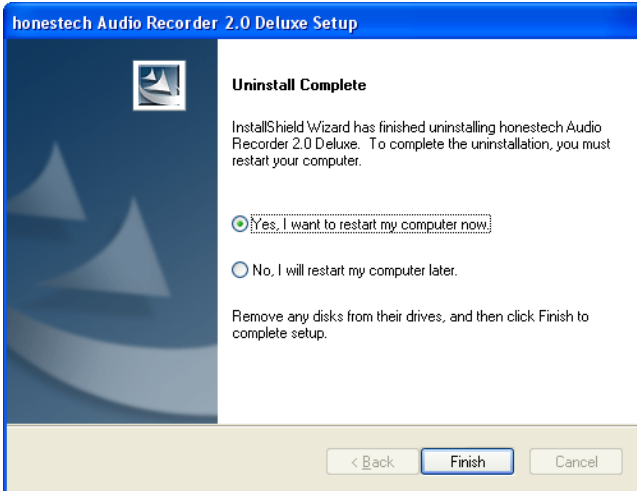 honestech Audio Recorder 2.0 Deluxe Setup
Uninstall Complete
InstallShield Wizard has finished uninstalling honestech Audio
Recorder 2.0 Deluxe.  To complete the uninstallation, you must
restart your computer.
Yes, I want to restart my computer now.
No, I will restart my computer later.
Remove any disks from their drives, and then click Finish to
complete setup.
< Back Finish Cancel